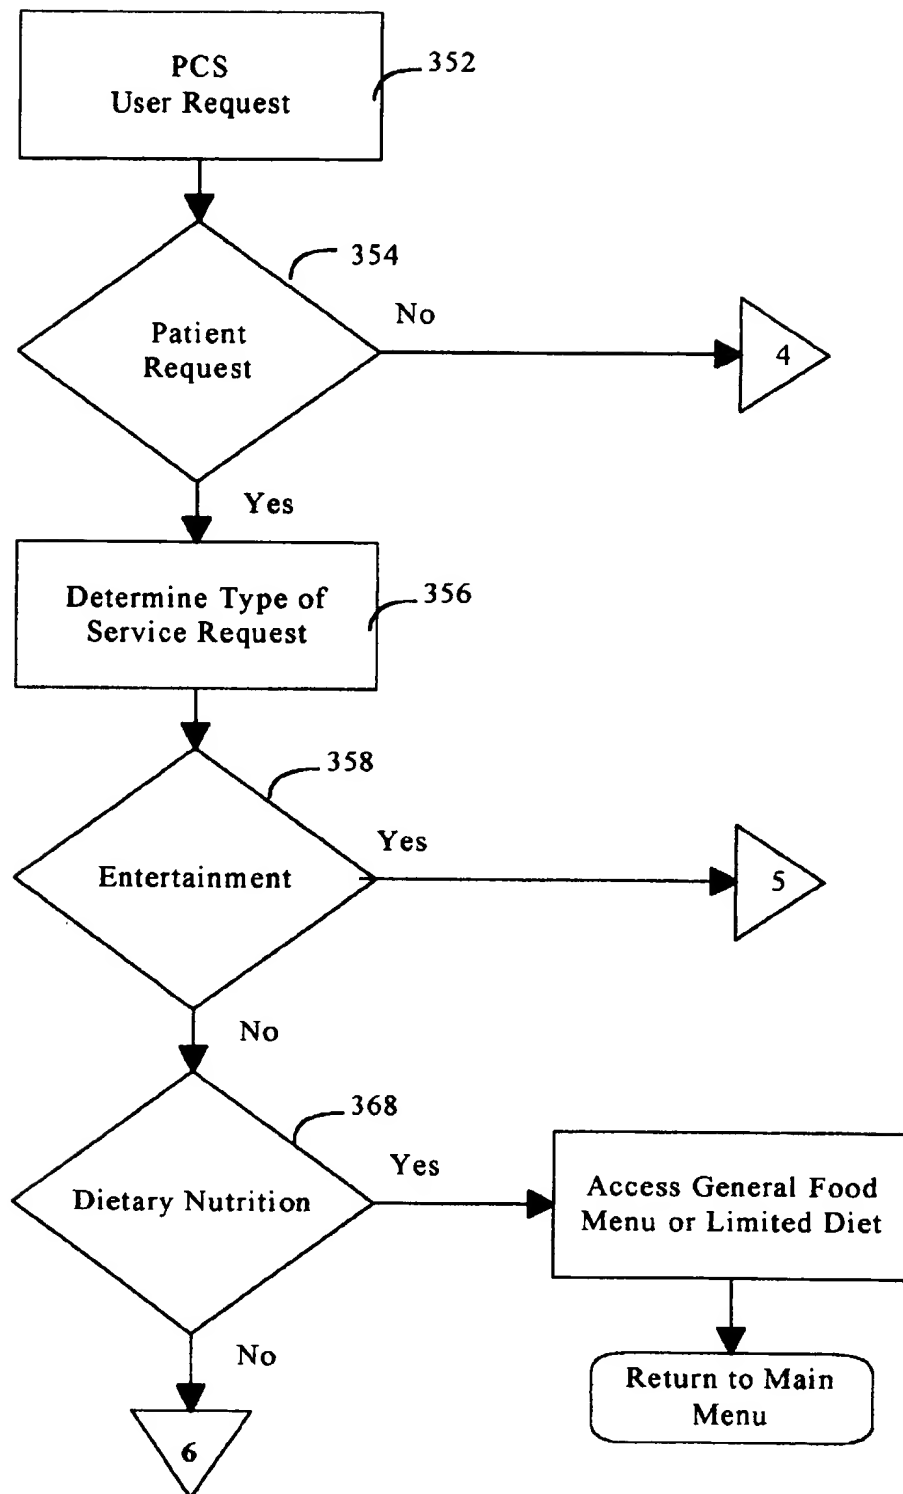 PCS
User Request
352
354
Patient
Request
No
4
Yes
Determine Type of
Service Request
356
358
Entertainment
Yes
5
No
368
Dietary Nutrition
Yes
Access General Food
Menu or Limited Diet
No
Return to Main
Menu
6